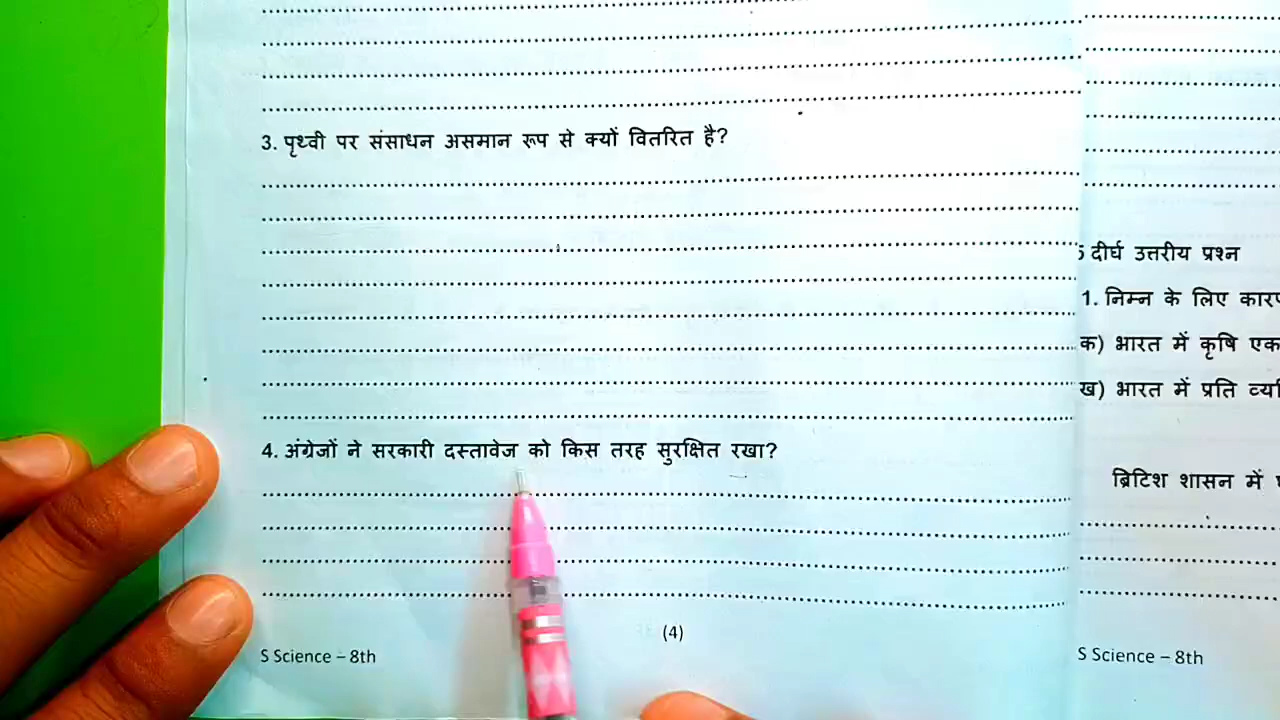 3. पृथ्वी पर संसाधन असमान रूप से क्यों वितरित है?
4. अंग्रेजों ने सरकारी दस्तावेज को किस तरह सुरक्षित रखा?
(4)
S Science – 8th
दीर्घ उत्तरीय प्रश्न
1. निम्न के लिए
क) भारत में कृषि एक
ख) भारत में प्रति
ब्रिटिश शासन में
S Science – 8th